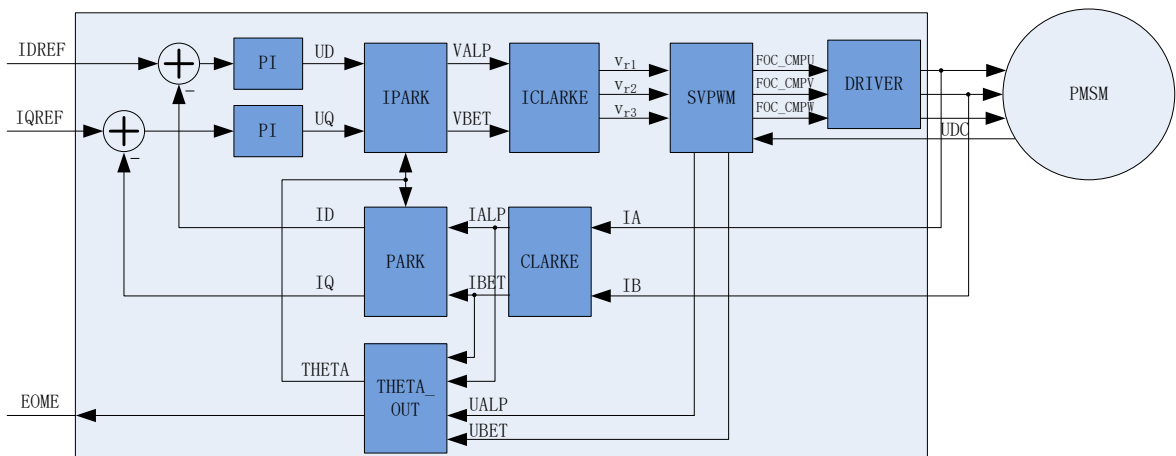 IDREF
PI
UD
IPARK
VALP
ICLARKE
Vr1
Vr2
Vr3
SVPWM
FOC_CMPU
FOC_CMPV
FOC_CMPW
DRIVER
PMSM
IQREF
PI
UQ
VBET
UDC
ID
PARK
IALP
CLARKE
IA
IQ
IBET
IB
THETA
THETA_
OUT
EOME
UALP
UBET